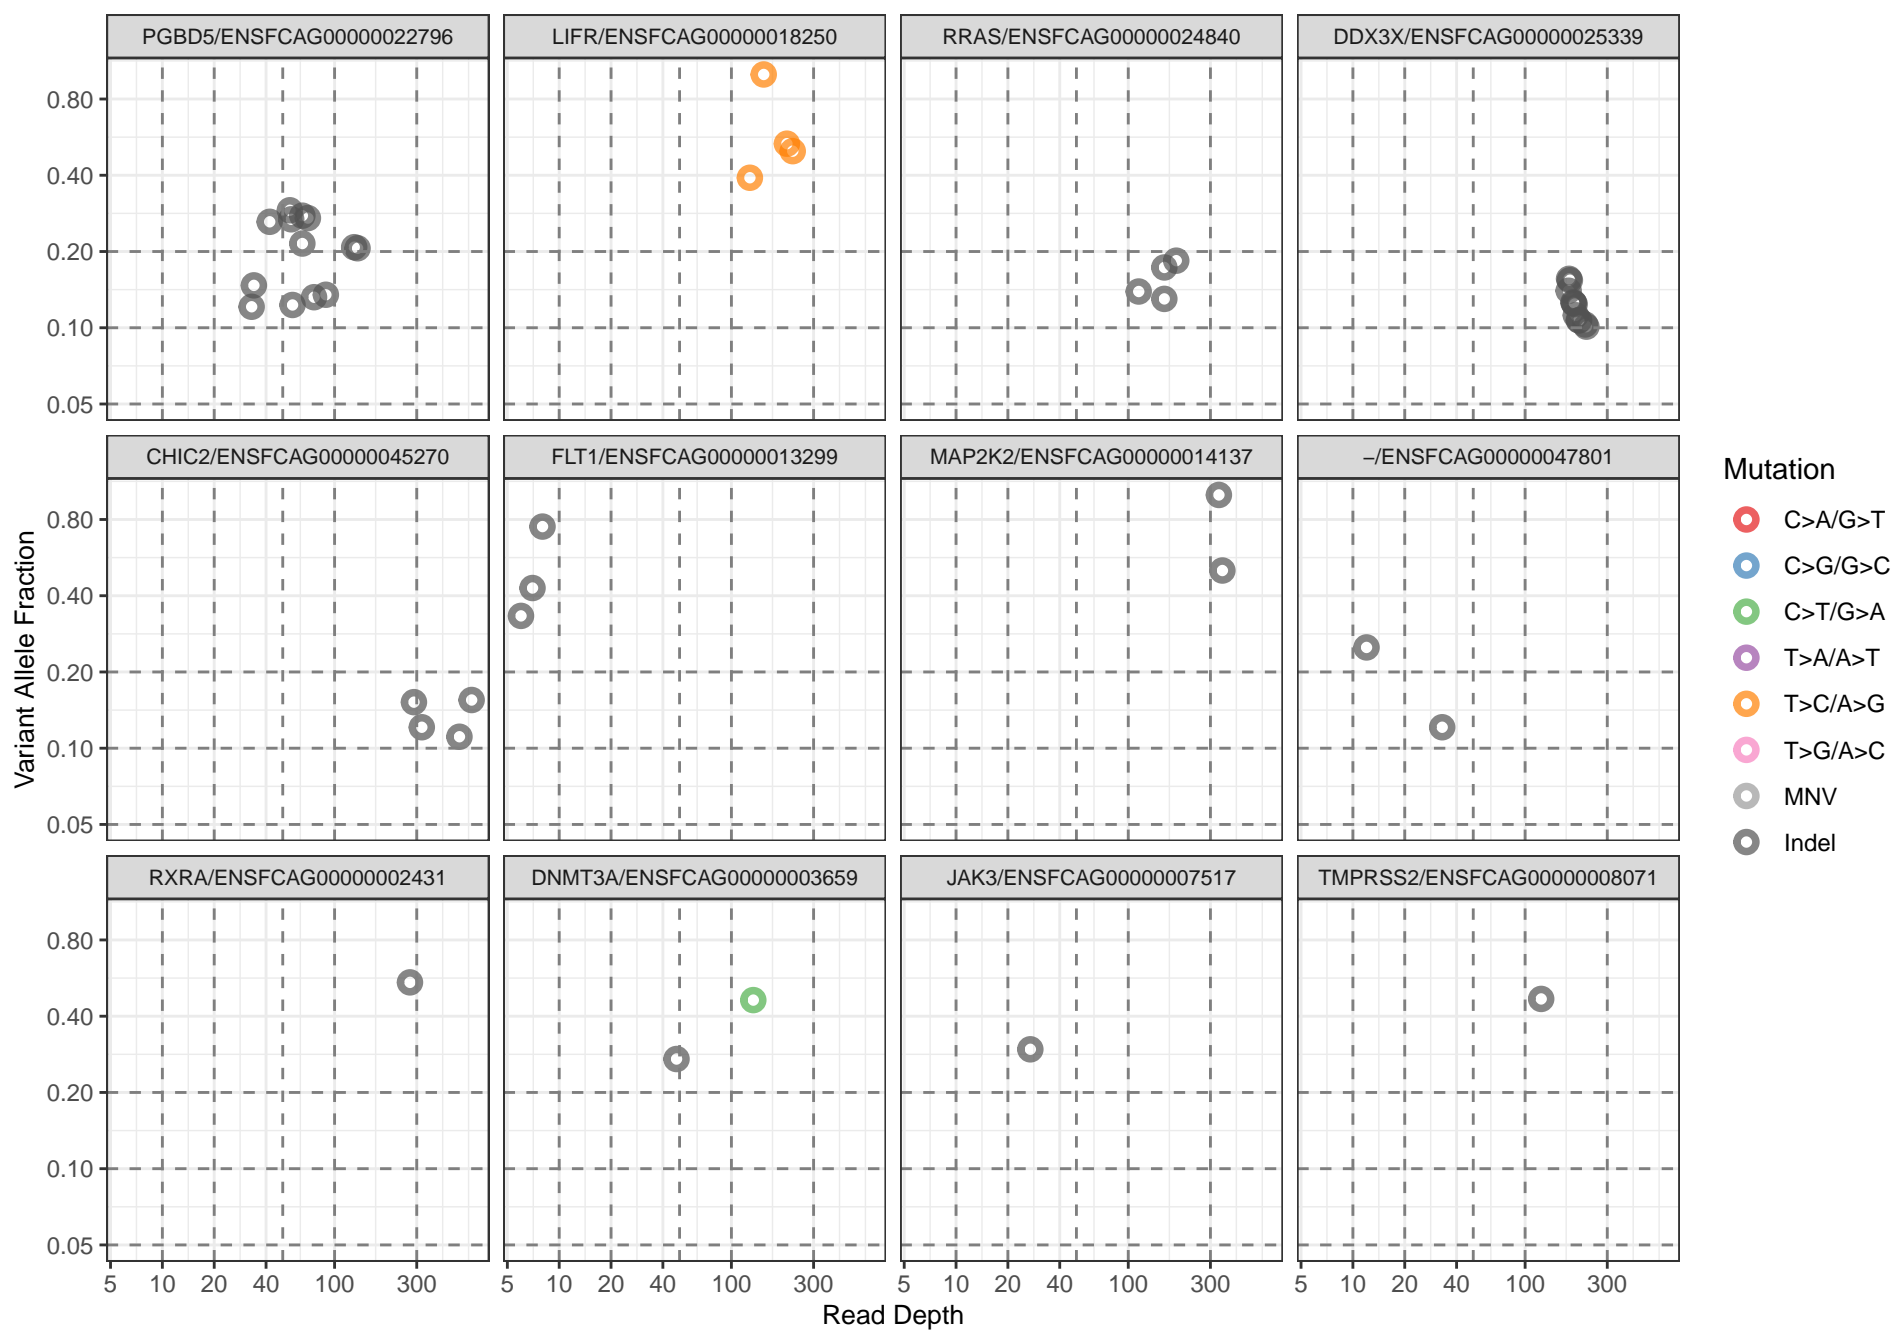 PGBD5/ENSFCAG00000022796
LIFR/ENSFCAG00000018250
RRAS/ENSFCAG00000024840
DDX3X/ENSFCAG00000025339
0.80
0.40
0.20
0.10
0.05
CHIC2/ENSFCAG00000045270
FLT1/ENSFCAG00000013299
MAP2K2/ENSFCAG00000014137
–/ENSFCAG00000047801
0.80
0.40
0.20
0.10
0.05
RXRA/ENSFCAG00000002431
DNMT3A/ENSFCAG00000003659
JAK3/ENSFCAG00000007517
TMPRSS2/ENSFCAG00000008071
0.80
0.40
0.20
0.10
0.05
5 10 20 40 100 300
5 10 20 40 100 300
5 10 20 40 100 300
5 10 20 40 100 300
Read Depth
Variant Allele Fraction
Mutation
C>A/G>T
C>G/G>C
C>T/G>A
T>A/A>T
T>C/A>G
T>G/A>C
MNV
Indel